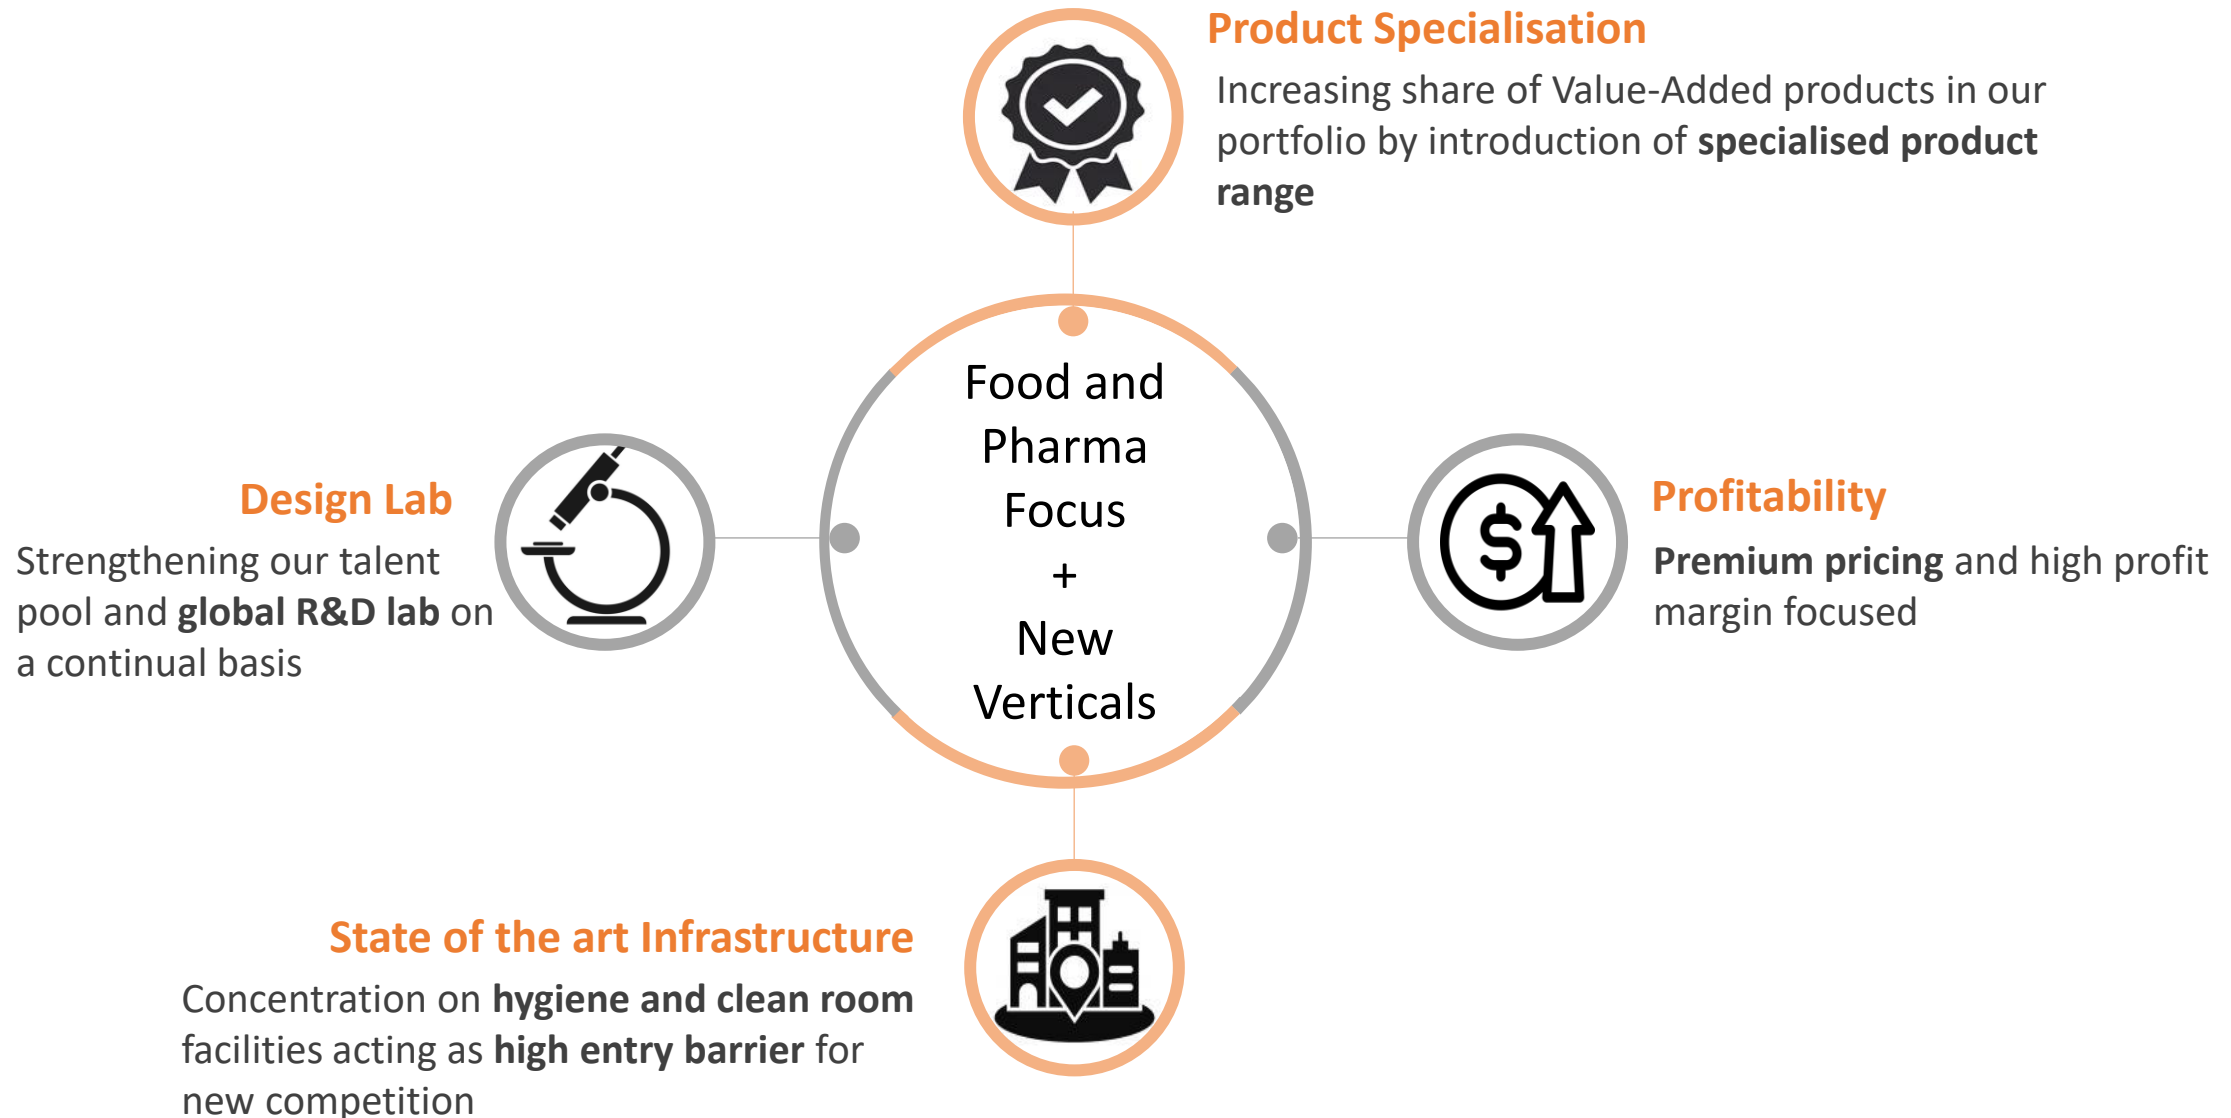 Product Specialisation
Increasing share of Value-Added products in our
portfolio by introduction of specialised product
range
Food and
Pharma
Focus
+
New
Verticals
Design Lab
Strengthening our talent
pool and global R&D lab on
a continual basis
$
Profitability
Premium pricing and high profit
margin focused
State of the art Infrastructure
Concentration on hygiene and clean room
facilities acting as high entry barrier for
new competition